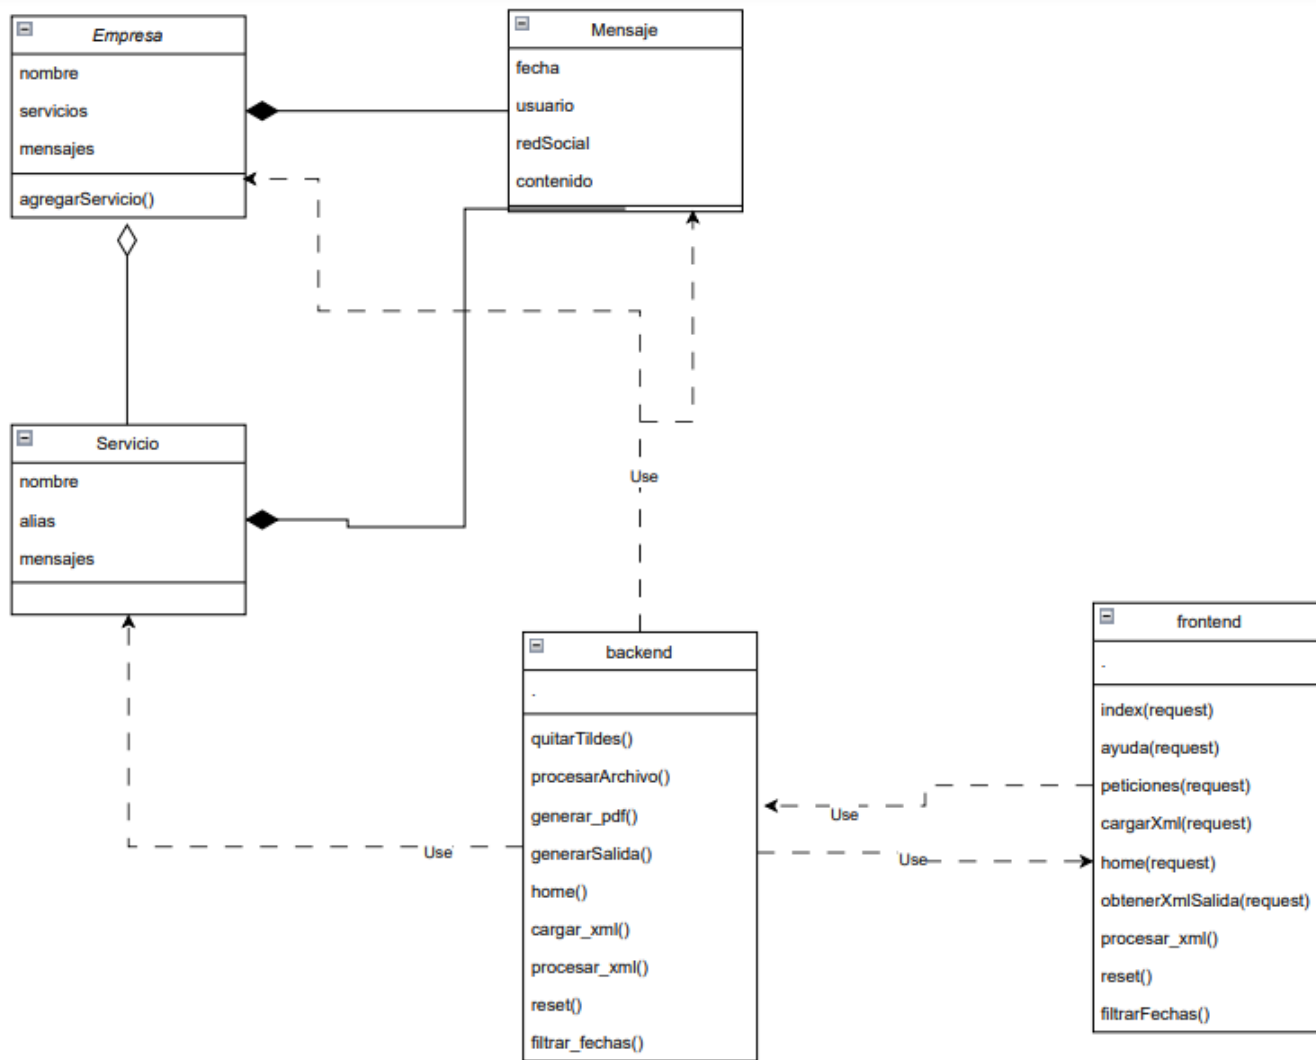 Empresa
nombre
servicios
mensajes
agregarServicio()
Mensaje
fecha
usuario
redSocial
contenido
Servicio
nombre
alias
mensajes
Use
backend
.
quitarTildes()
procesarArchivo()
generar_pdf()
generarSalida()
home()
cargar_xml()
procesar_xml()
reset()
filtrar_fechas()
Use
Use
Use
frontend
.
index(request)
ayuda(request)
peticiones(request)
cargarXml(request)
home(request)
obtenerXmlSalida(request)
procesar_xml()
reset()
filtrarFechas()